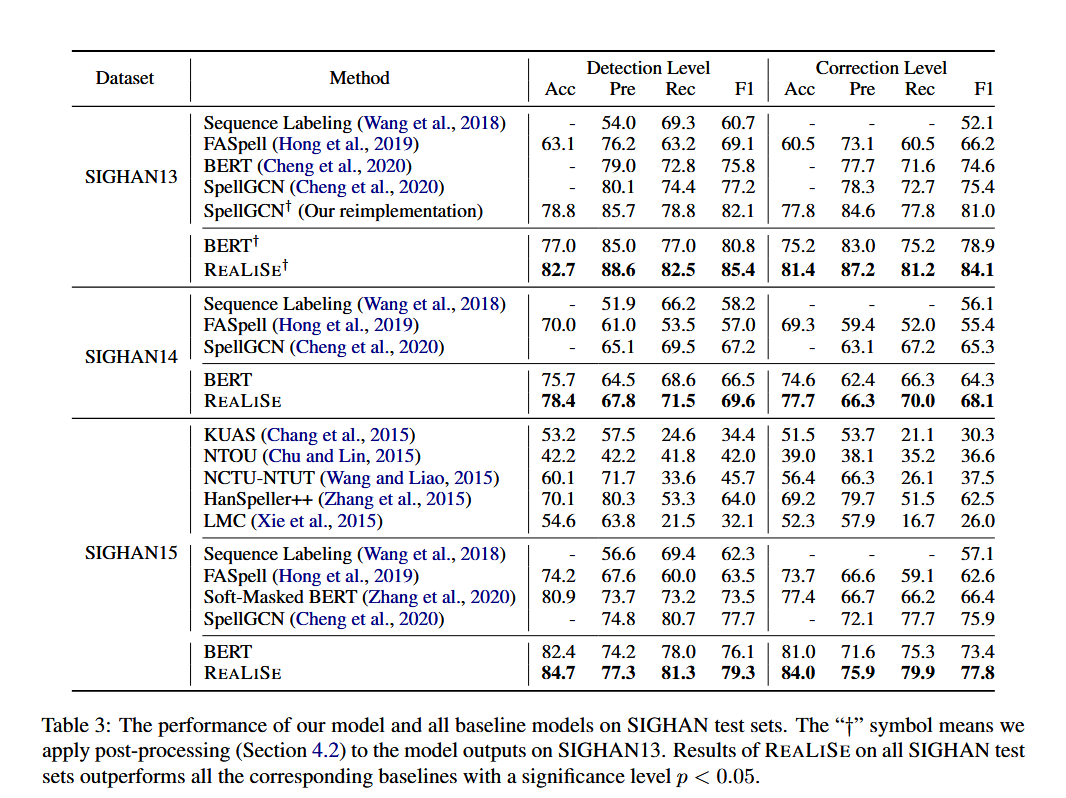 Dataset Method Detection Level Correction Level
Acc Pre Rec F1 Acc Pre Rec F1
SIGHAN13
Sequence Labeling (Wang et al., 2018) - 54.0 69.3 60.7 - - - 52.1
FASpell (Hong et al., 2019) 63.1 76.2 63.2 69.1 60.5 73.1 60.5 66.2
BERT (Cheng et al., 2020) - 79.0 72.8 75.8 - 77.7 71.6 74.6
SpellGCN (Cheng et al., 2020) - 80.1 74.4 77.2 - 78.3 72.7 75.4
SpellGCN† (Our reimplementation) 78.8 85.7 78.8 82.1 77.8 84.6 77.8 81.0
BERT† 77.0 85.0 77.0 80.8 75.2 83.0 75.2 78.9
REALISE† 82.7 88.6 82.5 85.4 81.4 87.2 81.2 84.1
SIGHAN14
Sequence Labeling (Wang et al., 2018) - 51.9 66.2 58.2 - - - 56.1
FASpell (Hong et al., 2019) 70.0 61.0 53.5 57.0 69.3 59.4 52.0 55.4
SpellGCN (Cheng et al., 2020) - 65.1 69.5 67.2 - 63.1 67.2 65.3
BERT 75.7 64.5 68.6 66.5 74.6 62.4 66.3 64.3
REALISE 78.4 67.8 71.5 69.6 77.7 66.3 70.0 68.1
SIGHAN15
KUAS (Chang et al., 2015) 53.2 57.5 24.6 34.4 51.5 53.7 21.1 30.3
NTOU (Chu and Lin, 2015) 42.2 42.2 41.8 42.0 39.0 38.1 35.2 36.6
NCTU-NTUT (Wang and Liao, 2015) 60.1 71.7 33.6 45.7 56.4 66.3 26.1 37.5
HanSpeller++ (Zhang et al., 2015) 70.1 80.3 53.3 64.0 69.2 79.7 51.5 62.5
LMC (Xie et al., 2015) 54.6 63.8 21.5 32.1 52.3 57.9 16.7 26.0
Sequence Labeling (Wang et al., 2018) - 56.6 69.4 62.3 - - - 57.1
FASpell (Hong et al., 2019) 74.2 67.6 60.0 63.5 73.7 66.6 59.1 62.6
Soft-Masked BERT (Zhang et al., 2020) 80.9 73.7 73.2 73.5 77.4 66.7 66.2 66.4
SpellGCN (Cheng et al., 2020) - 74.8 80.7 77.7 - 72.1 77.7 75.9
BERT 82.4 74.2 78.0 76.1 81.0 71.6 75.3 73.4
REALISE 84.7 77.3 81.3 79.3 84.0 75.9 79.9 77.8
Table 3: The performance of our model and all baseline models on SIGHAN test sets. The “†” symbol means we
apply post-processing (Section 4.2) to the model outputs on SIGHAN13. Results of REALISE on all SIGHAN test
sets outperforms all the corresponding baselines with a significance level p < 0.05.